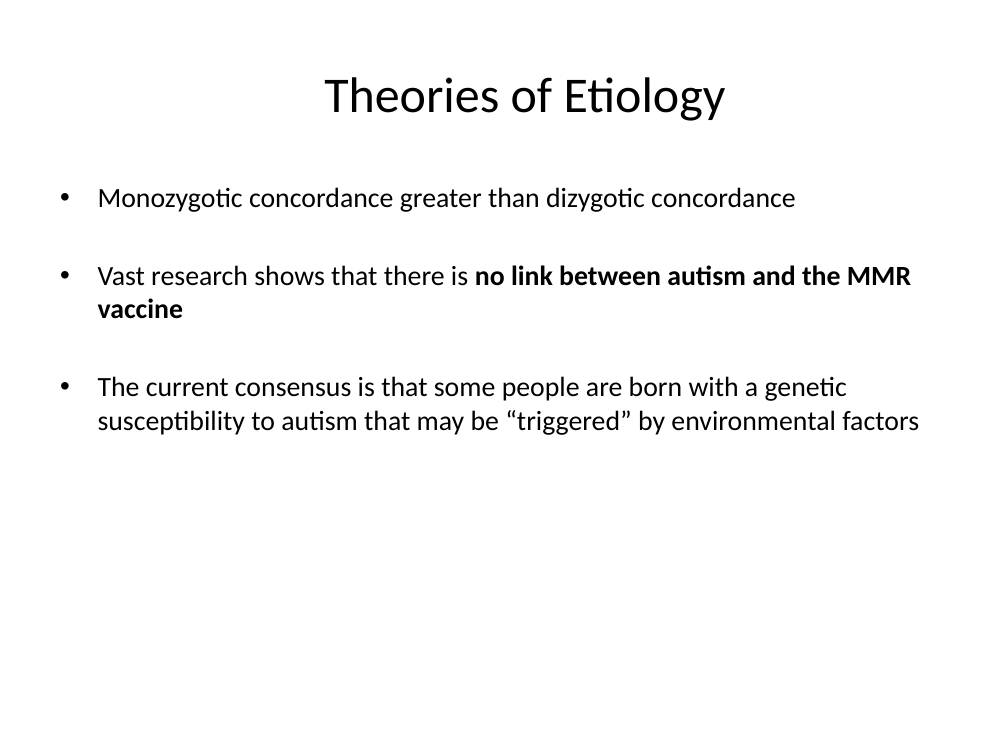 Theories of Etiology
• Monozygotic concordance greater than dizygotic concordance
• Vast research shows that there is no link between autism and the MMR
vaccine
• The current consensus is that some people are born with a genetic
susceptibility to autism that may be “triggered” by environmental factors